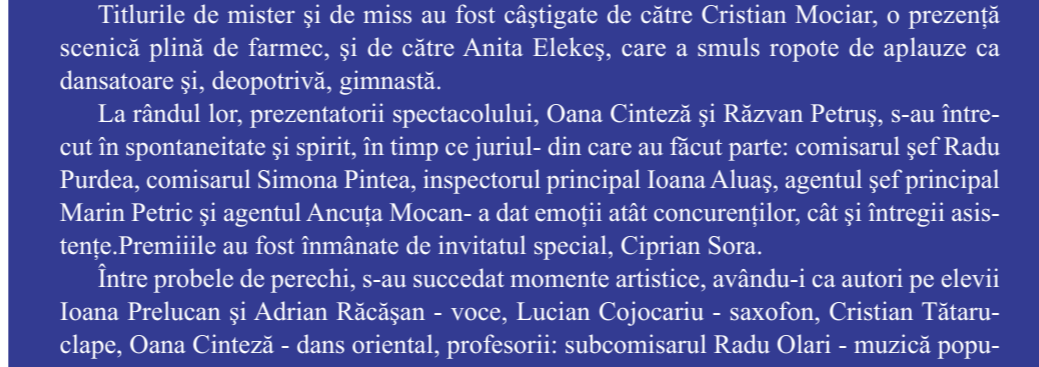 Titlurile de mister şi de miss au fost câştigate de către Cristian Mociar, o prezenţă
scenică plină de farmec, şi de către Anita Elekeş, care a smuls ropote de aplauze ca
dansatoare şi, deopotrivă, gimnastă.
La rândul lor, prezentatorii spectacolului, Oana Cinteză şi Răzvan Petruş, s-au între-
cut în spontaneitate şi spirit, în timp ce juriul- din care au făcut parte: comisarul şef Radu
Purdea, comisarul Simona Pintea, inspectorul principal Ioana Aluaş, agentul şef principal
Marin Petric şi agentul Ancuţa Mocan- a dat emoţii atât concurenţilor, cât şi întregii asis-
tenţe.Premiiile au fost înmânate de invitatul special, Ciprian Sora.
Între probele de perechi, s-au succedat momente artistice, avându-i ca autori pe elevii
Ioana Prelucan şi Adrian Răcăşan - voce, Lucian Cojocariu - saxofon, Cristian Tătaru-
clape, Oana Cinteză - dans oriental, profesorii: subcomisarul Radu Olari - muzică popu-